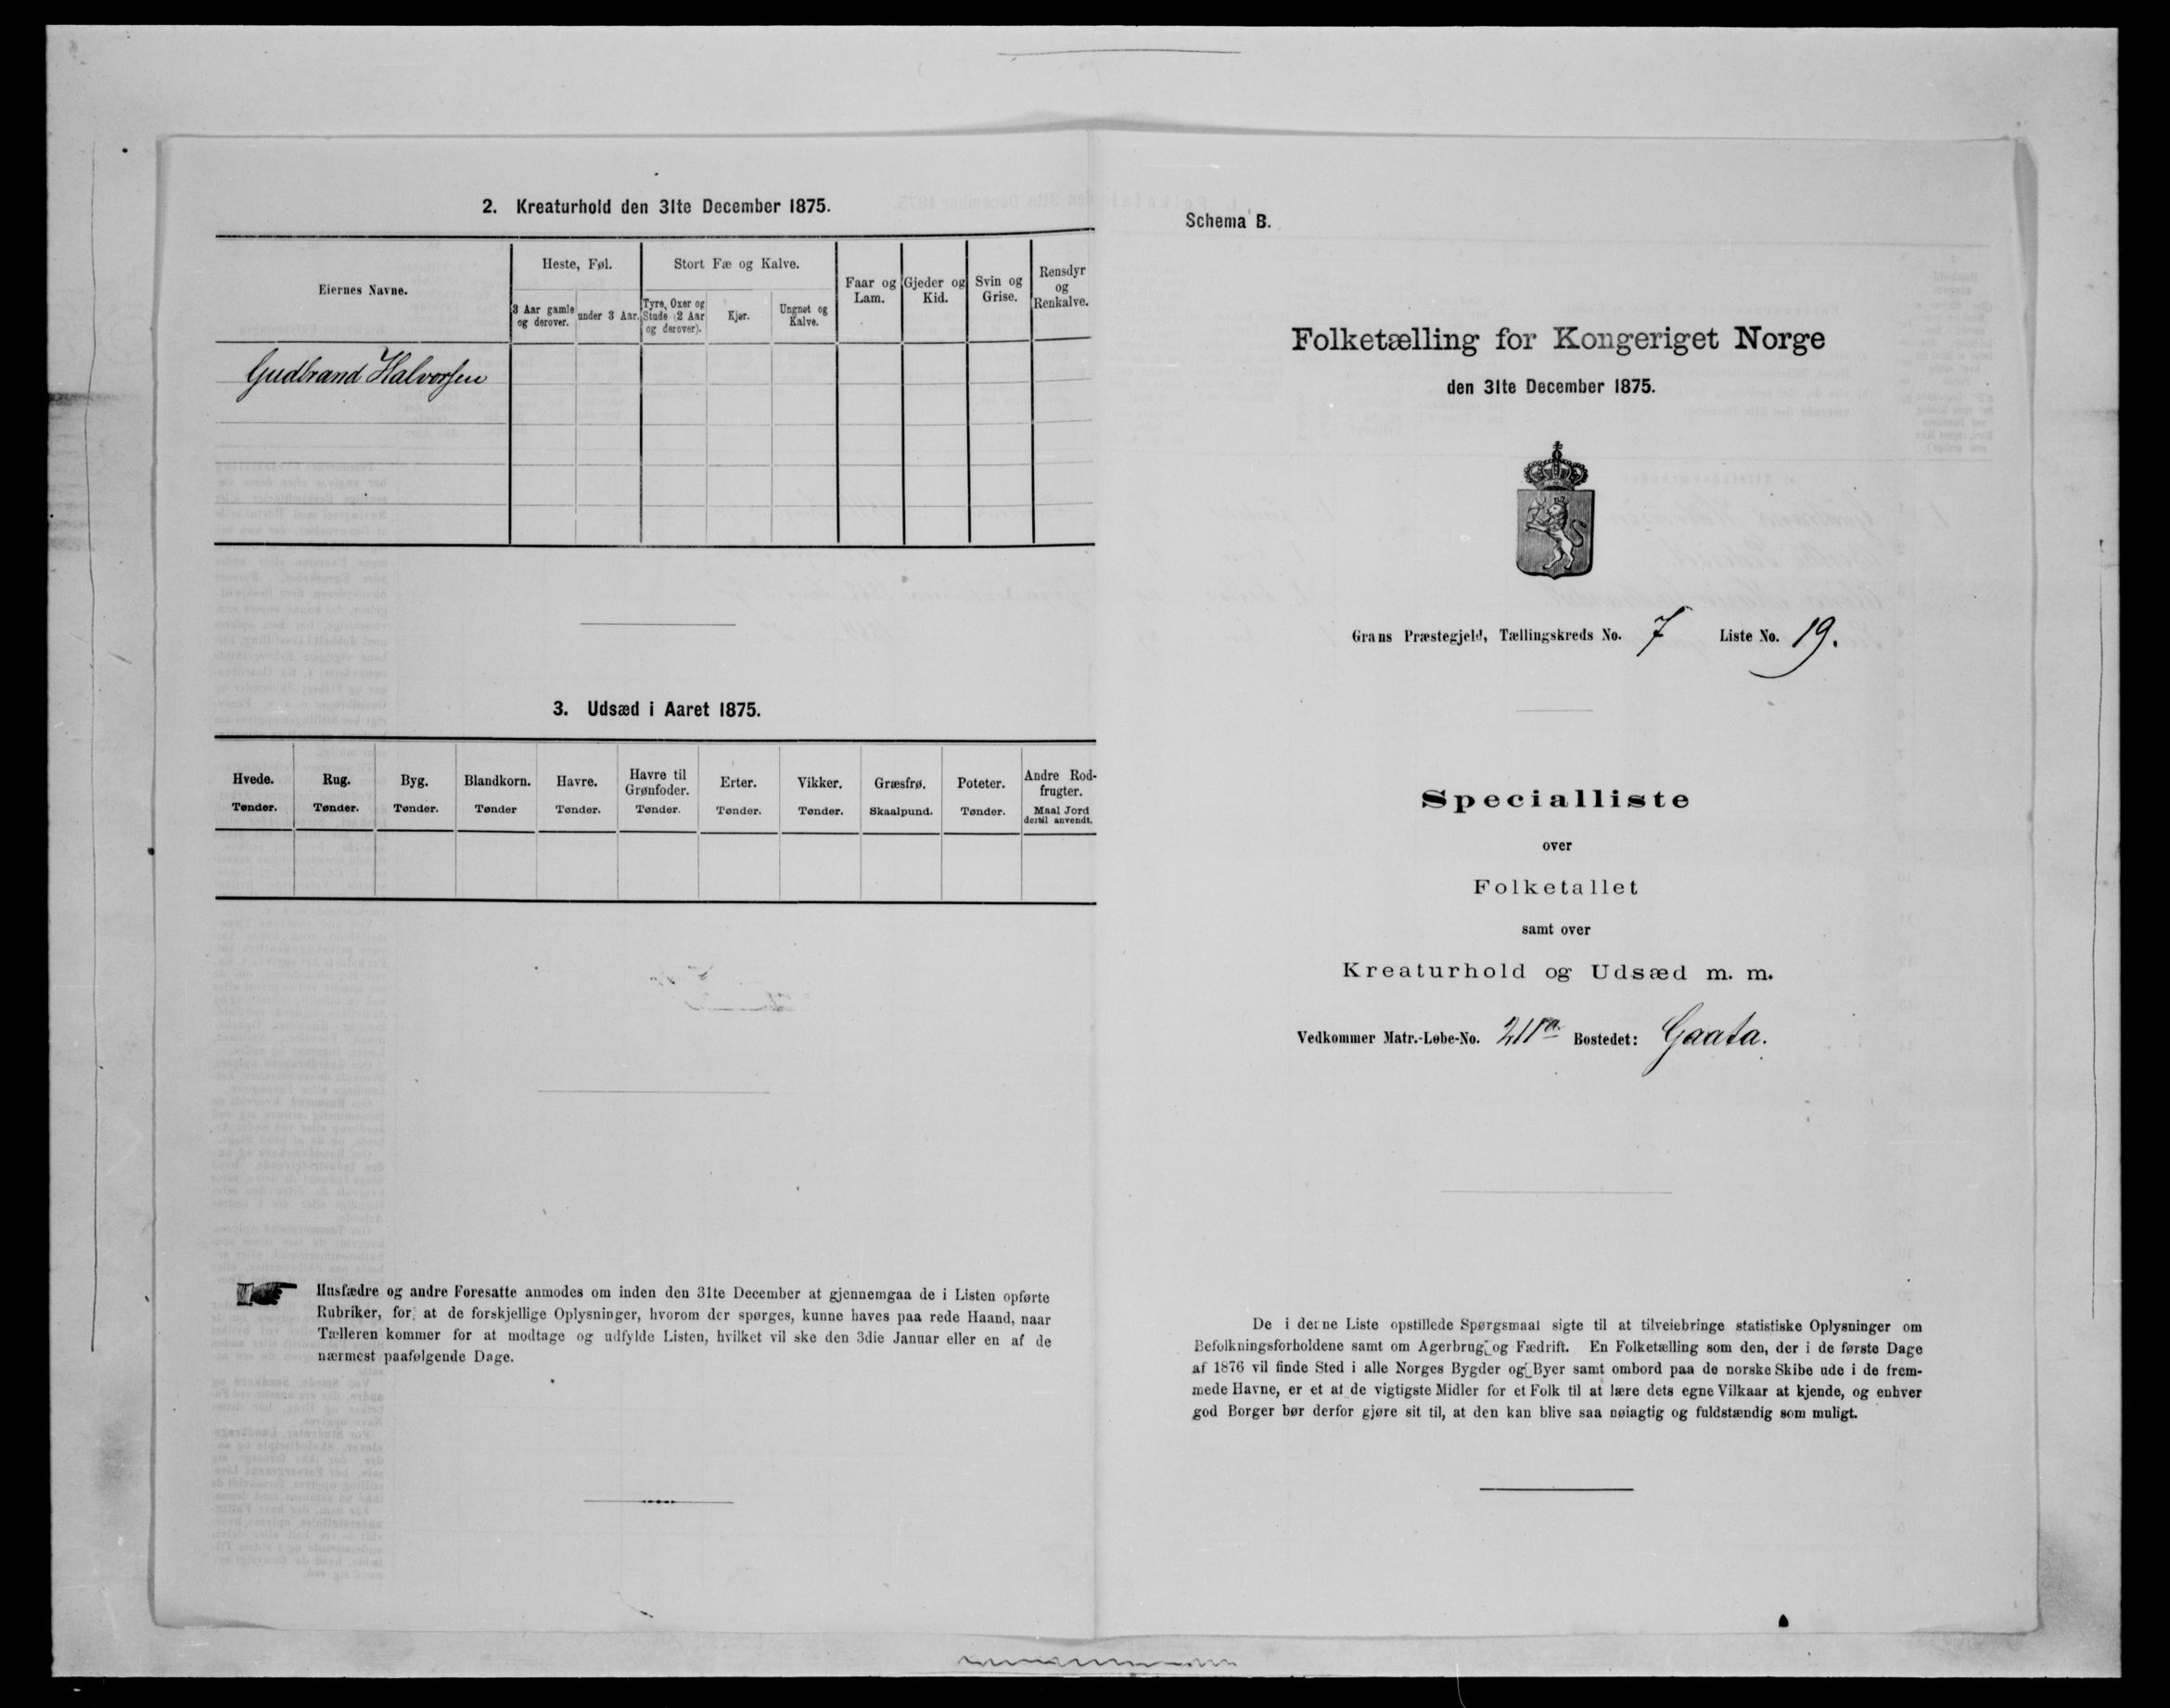 2. Kreaturhold den 31te December 1875.
Eiernes Navne.
Heste, Føl.
Stort Fæ og Kalve.
Faar og Lam.
Gjeder og Kid.
Svin og Grise.
Rensdyr og Renkalve.
3 Aar gamle og derover.
under 3 Aar.
Tyre, Oxer og Stude (2 Aar og derover).
Kjør.
Ungnøt og Kalve.
Gudbrand Halvorsen
3. Udsæd i Aaret 1875.
Hvede. Rug. Byg. Blandkorn. Havre. Havre til Grønfoder. Erter. Vikker. Græsfrø. Poteter. Andre Rodfrugter.
Tønder. Tønder. Tønder. Tønder Tønder. Tønder. Tønder. Tønder. Skaalpund. Tønder. Maal Jord dertil anvendt.
Husfædre og andre Foresatte anmodes om inden den 31te December at gjennemgaa de i Listen opførte
Rubriker, for at de forskjellige Oplysninger, hvorom der spørges, kunne haves paa rede Haand, naar
Tælleren kommer for at modtage og udfylde Listen, hvilket vil ske den 3die Januar eller en af de
nærmest paafølgende Dage.
Schema B.
Folketælling for Kongeriget Norge
den 31te December 1875.
Grans Præstegjeld, Tællingskreds No. 7 Liste No. 19.
Specialliste
over
Folketallet
samt over
Kreaturhold og Udsæd m. m.
Vedkommer Matr.-Løbe-No. 211a Bostedet: Gaata.
De i denne Liste opstillede Spørgsmaal sigte til at tilveiebringe statistiske Oplysninger om
Befolkningsforholdene samt om Agerbrug og Fædrift. En Folketælling som den, der i de første Dage
af 1876 vil finde Sted i alle Norges Bygder og Byer samt ombord paa de norske Skibe ude i de frem-
mede Havne, er et af de vigtigste Midler for et Folk til at lære dets egne Vilkaar at kjende, og enhver
god Borger bør derfor gjøre sit til, at den kan blive saa nøiagtig og fuldstændig som muligt.